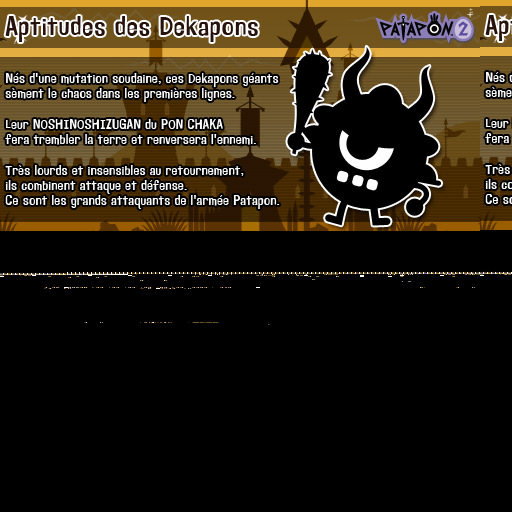 Aptitudes des Dekapons
PATAPON 2
Nés d'une mutation soudaine, ces Dekapons géants
sèment le chaos dans les premières lignes.
Leur NOSHINOSHIZUGAN du PON CHAKA
fera trembler la terre et renversera l'ennemi.
Très lourds et insensibles au retournement,
ils combinent attaque et défense.
Ce sont les grands attaquants de l'armée Patapon.
Apt
Nés d
sème
Leur
fera
Très
ils co
Ce so